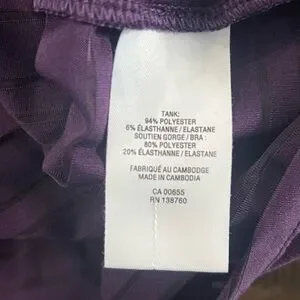 TANK:
94% POLYESTER
6% ÉLASTHANNE / ELASTANE
SOUTIEN GORGE / BRA :
80% POLYESTER
20% ÉLASTHANNE / ELASTANE
FABRIQUÉ AU CAMBODGE
MADE IN CAMBODIA
CA 00655
RN 138760